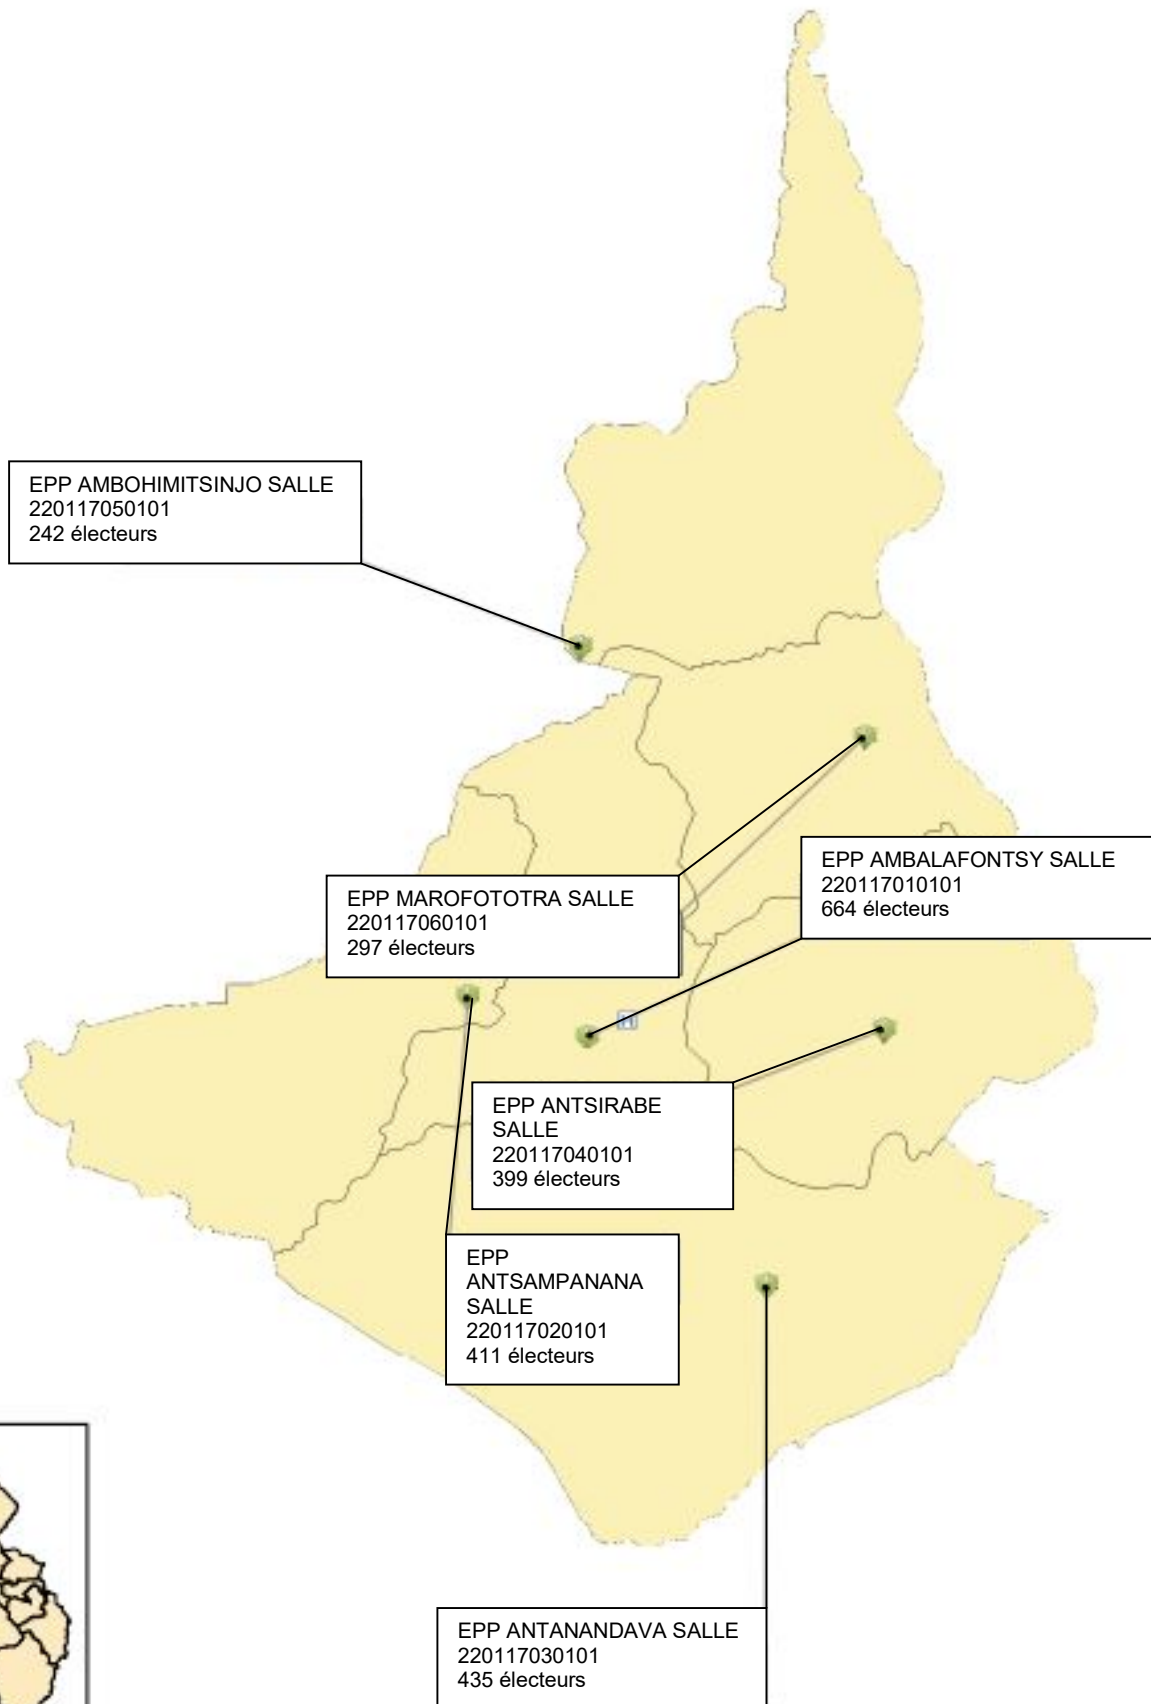 EPP AMBOHIMITSINJO SALLE
220117050101
242 électeurs
EPP AMBALAFONTSY SALLE
220117010101
664 électeurs
EPP MAROFOTOTRA SALLE
220117060101
297 électeurs
H
EPP ANTSIRABE
SALLE
220117040101
399 électeurs
EPP
ANTSAMPANANA
SALLE
220117020101
411 électeurs
EPP ANTANANDAVA SALLE
220117030101
435 électeurs